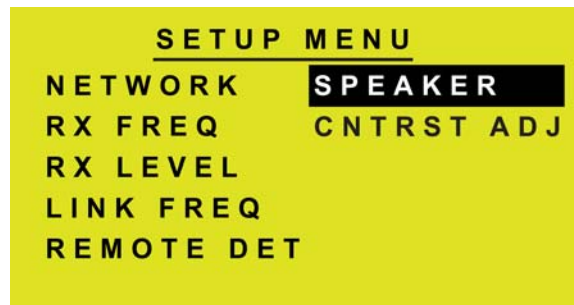 SETUP MENU
NETWORK
RX FREQ
RX LEVEL
LINK FREQ
REMOTE DET
SPEAKER
CNTRST ADJ